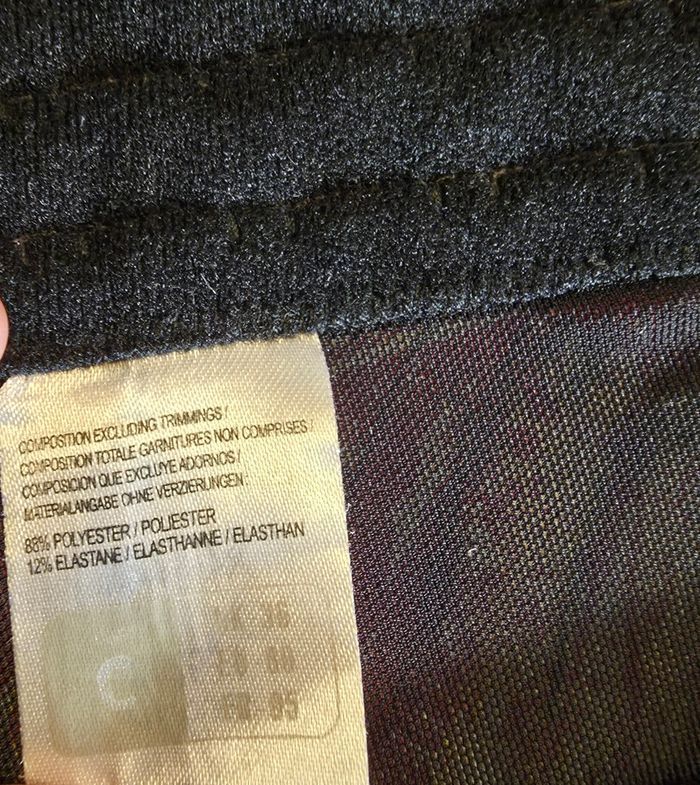 COMPOSITION EXCLUDING TRIMMINGS /
COMPOSITION TOTALE GARNITURES NON COMPRISES /
COMPOSICION QUE EXCLUYE ADORNOS /
MATERIALANGABE OHNE VERZIERUNGEN:
88% POLYESTER / POLIESTER
12% ELASTANE / ELASTHANNE / ELASTHAN
C